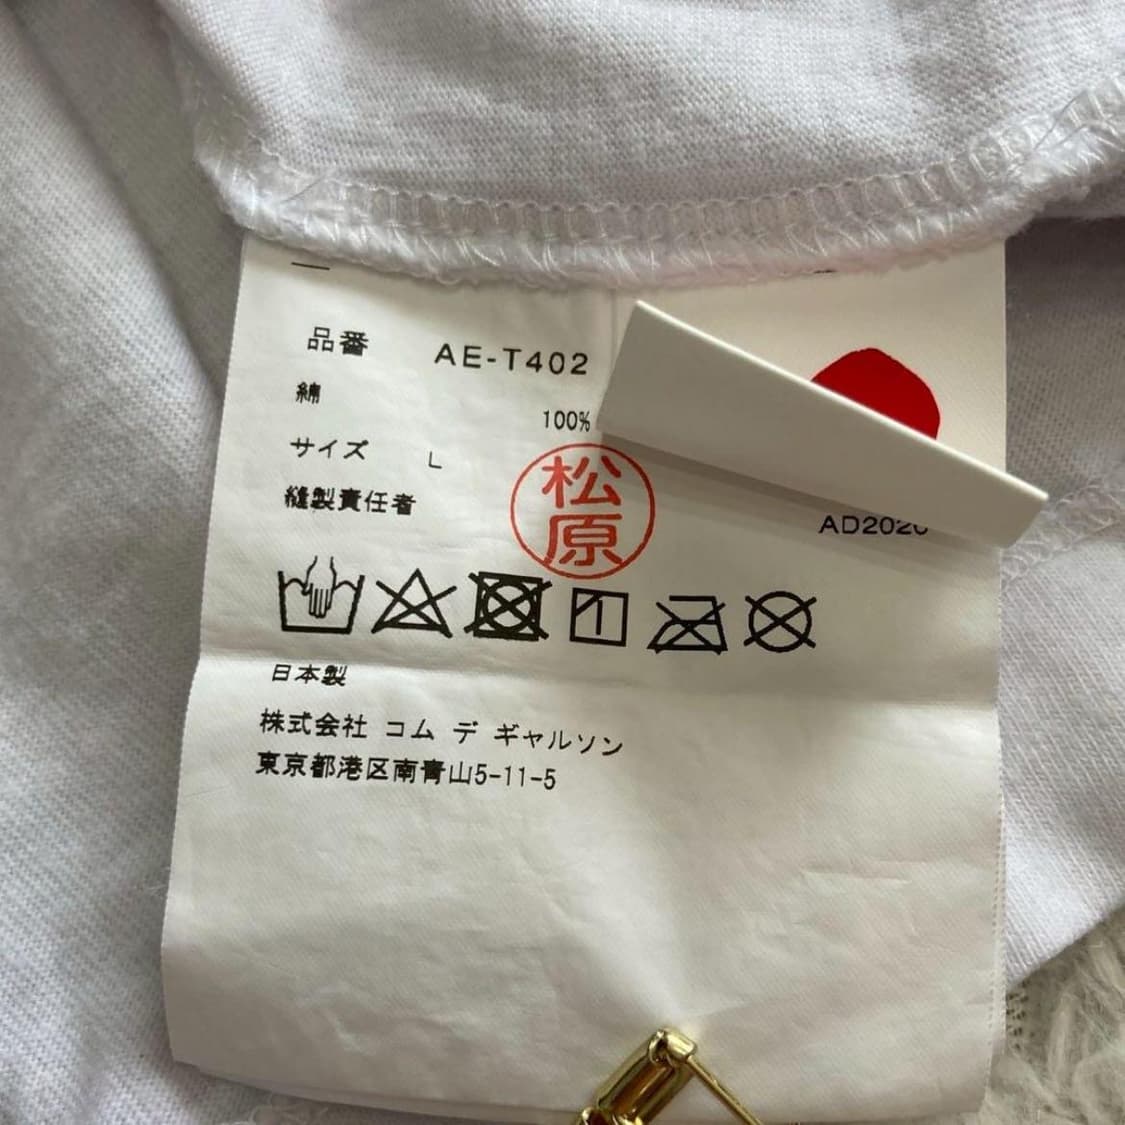 品番 AE-T402
綿 100%
サイズ L
縫製責任者 松原
AD2020
日本製
株式会社 コム デ ギャルソン
東京都港区南青山5-11-5